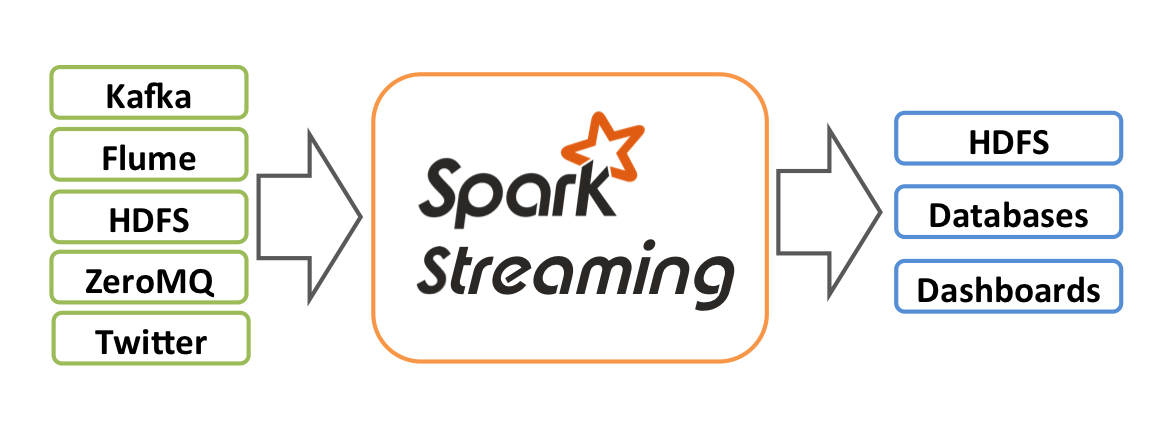 Kafka
Flume
HDFS
ZeroMQ
Twitter
Spark
Streaming
HDFS
Databases
Dashboards